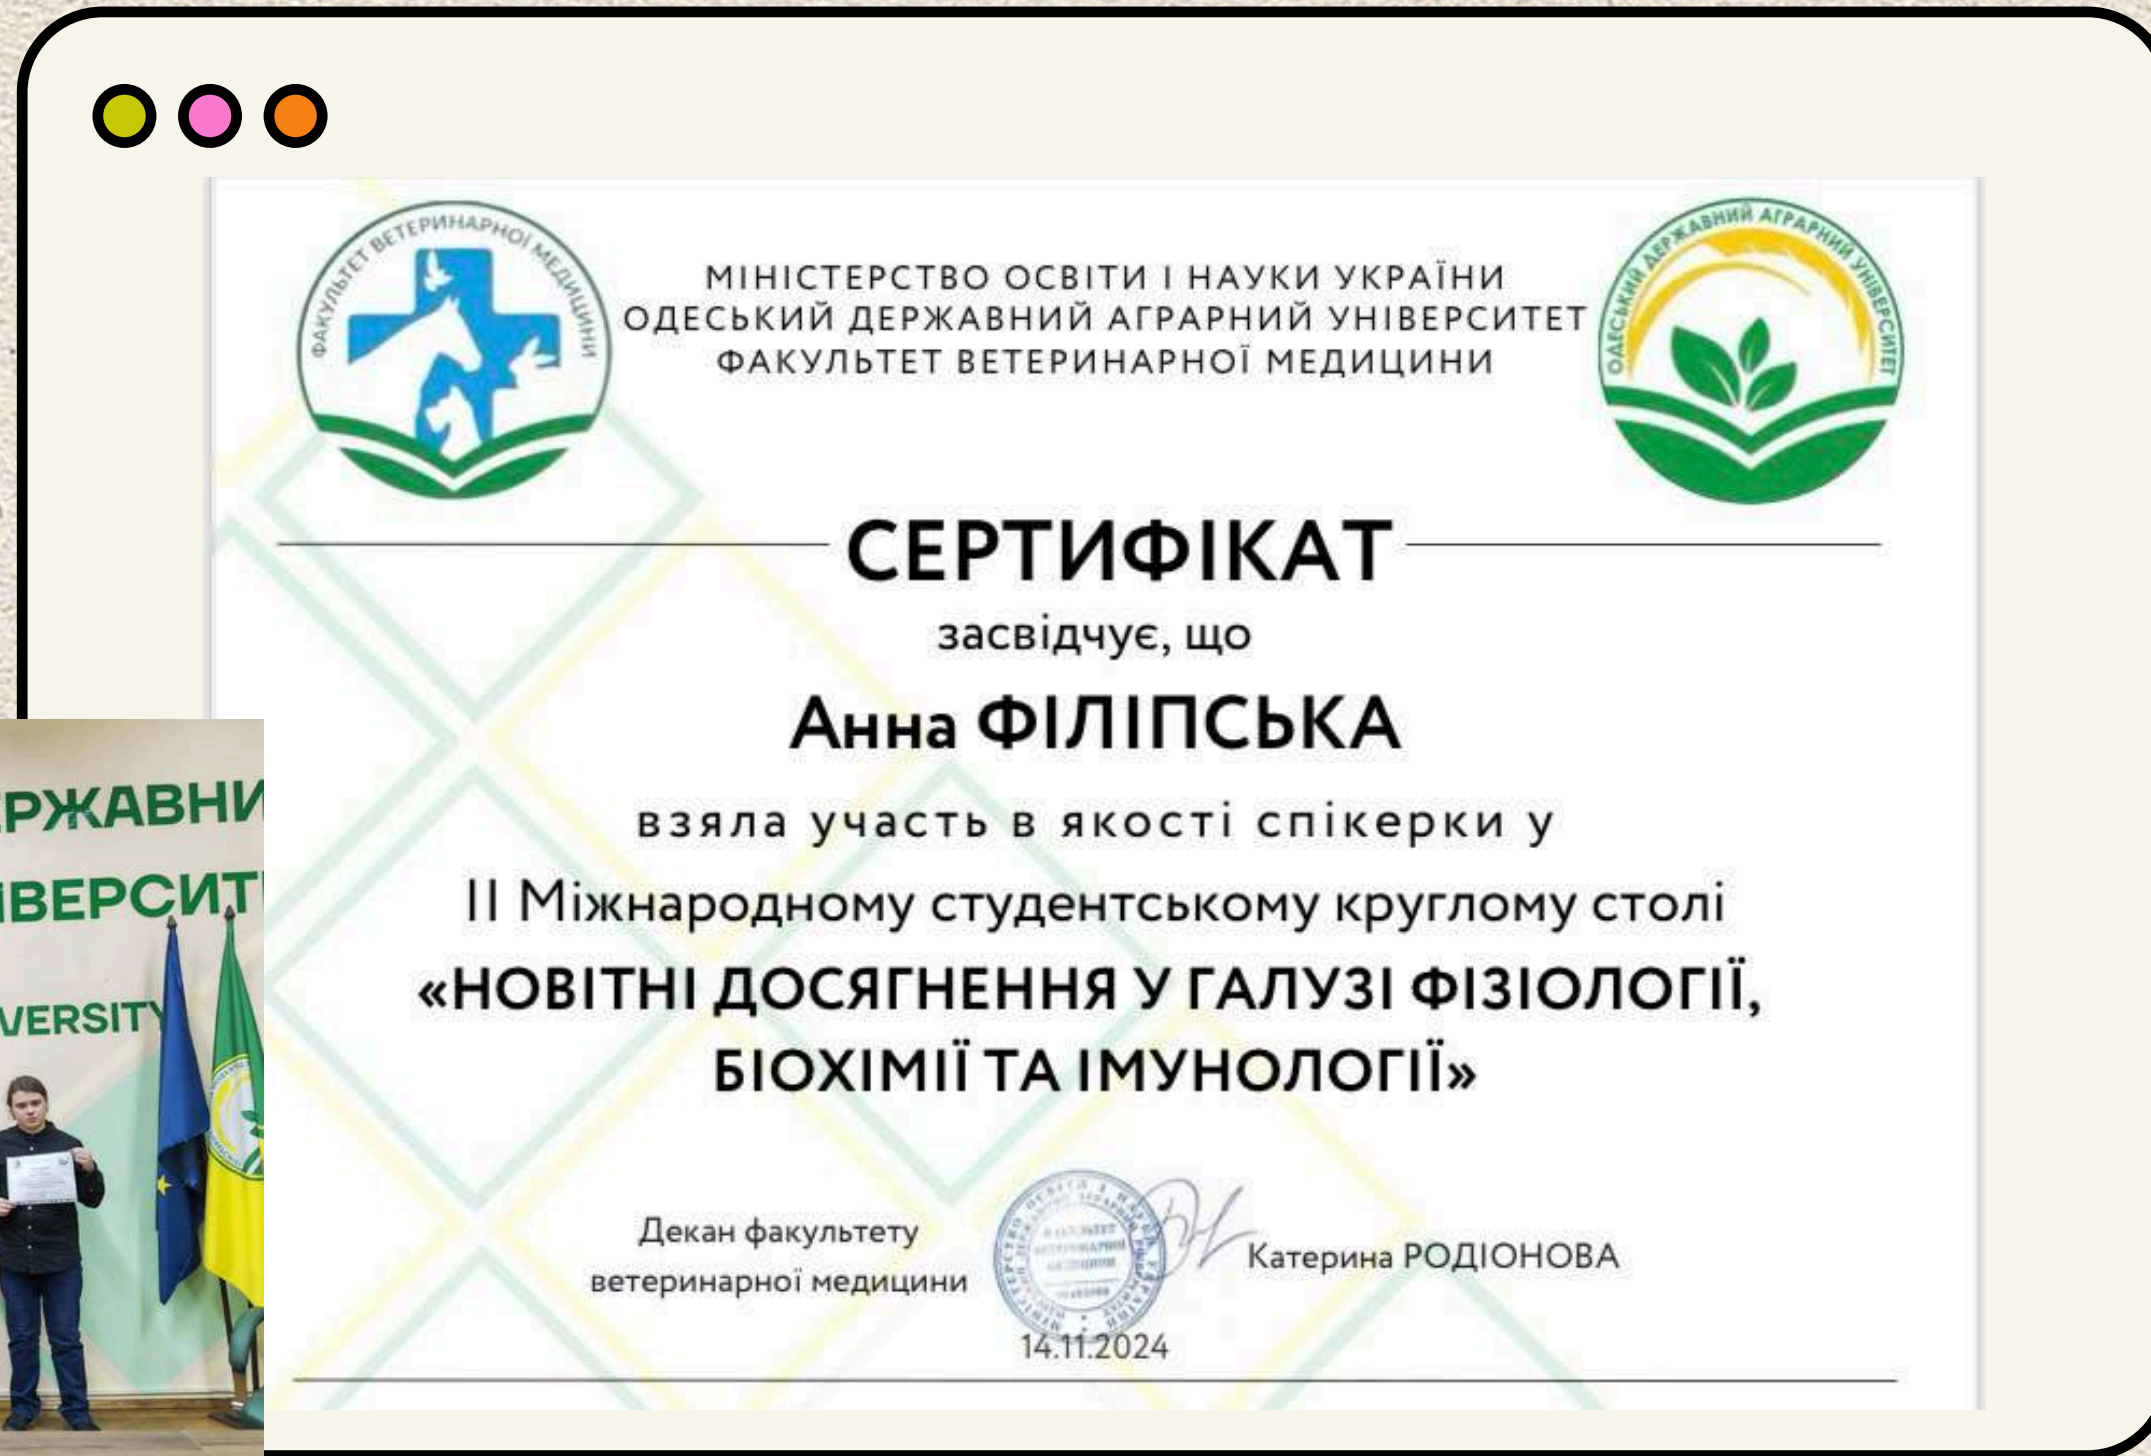 ФАКУЛЬТЕТ ВЕТЕРИНАРНОЇ МЕДИЦИНИ
МІНІСТЕРСТВО ОСВІТИ І НАУКИ УКРАЇНИ
ОДЕСЬКИЙ ДЕРЖАВНИЙ АГРАРНИЙ УНІВЕРСИТЕТ
ФАКУЛЬТЕТ ВЕТЕРИНАРНОЇ МЕДИЦИНИ
ОДЕСЬКИЙ ДЕРЖАВНИЙ АГРАРНИЙ УНІВЕРСИТЕТ
СЕРТИФІКАТ
засвідчує, що
Анна ФІЛІПСЬКА
взяла участь в якості спікерки у
ІІ Міжнародному студентському круглому столі
«НОВІТНІ ДОСЯГНЕННЯ У ГАЛУЗІ ФІЗІОЛОГІЇ,
БІОХІМІЇ ТА ІМУНОЛОГІЇ»
Декан факультету
ветеринарної медицини
Катерина РОДІОНОВА
14.11.2024
РЖАВНИ
ІВЕРСИТ
VERSITY